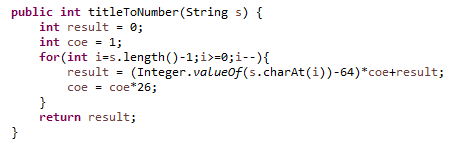 public int titleToNumber(String s) {
    int result = 0;
    int coe = 1;
    for(int i=s.length()-1;i>=0;i--){
        result = (Integer.valueOf(s.charAt(i))-64)*coe+result;
        coe = coe*26;
    }
    return result;
}